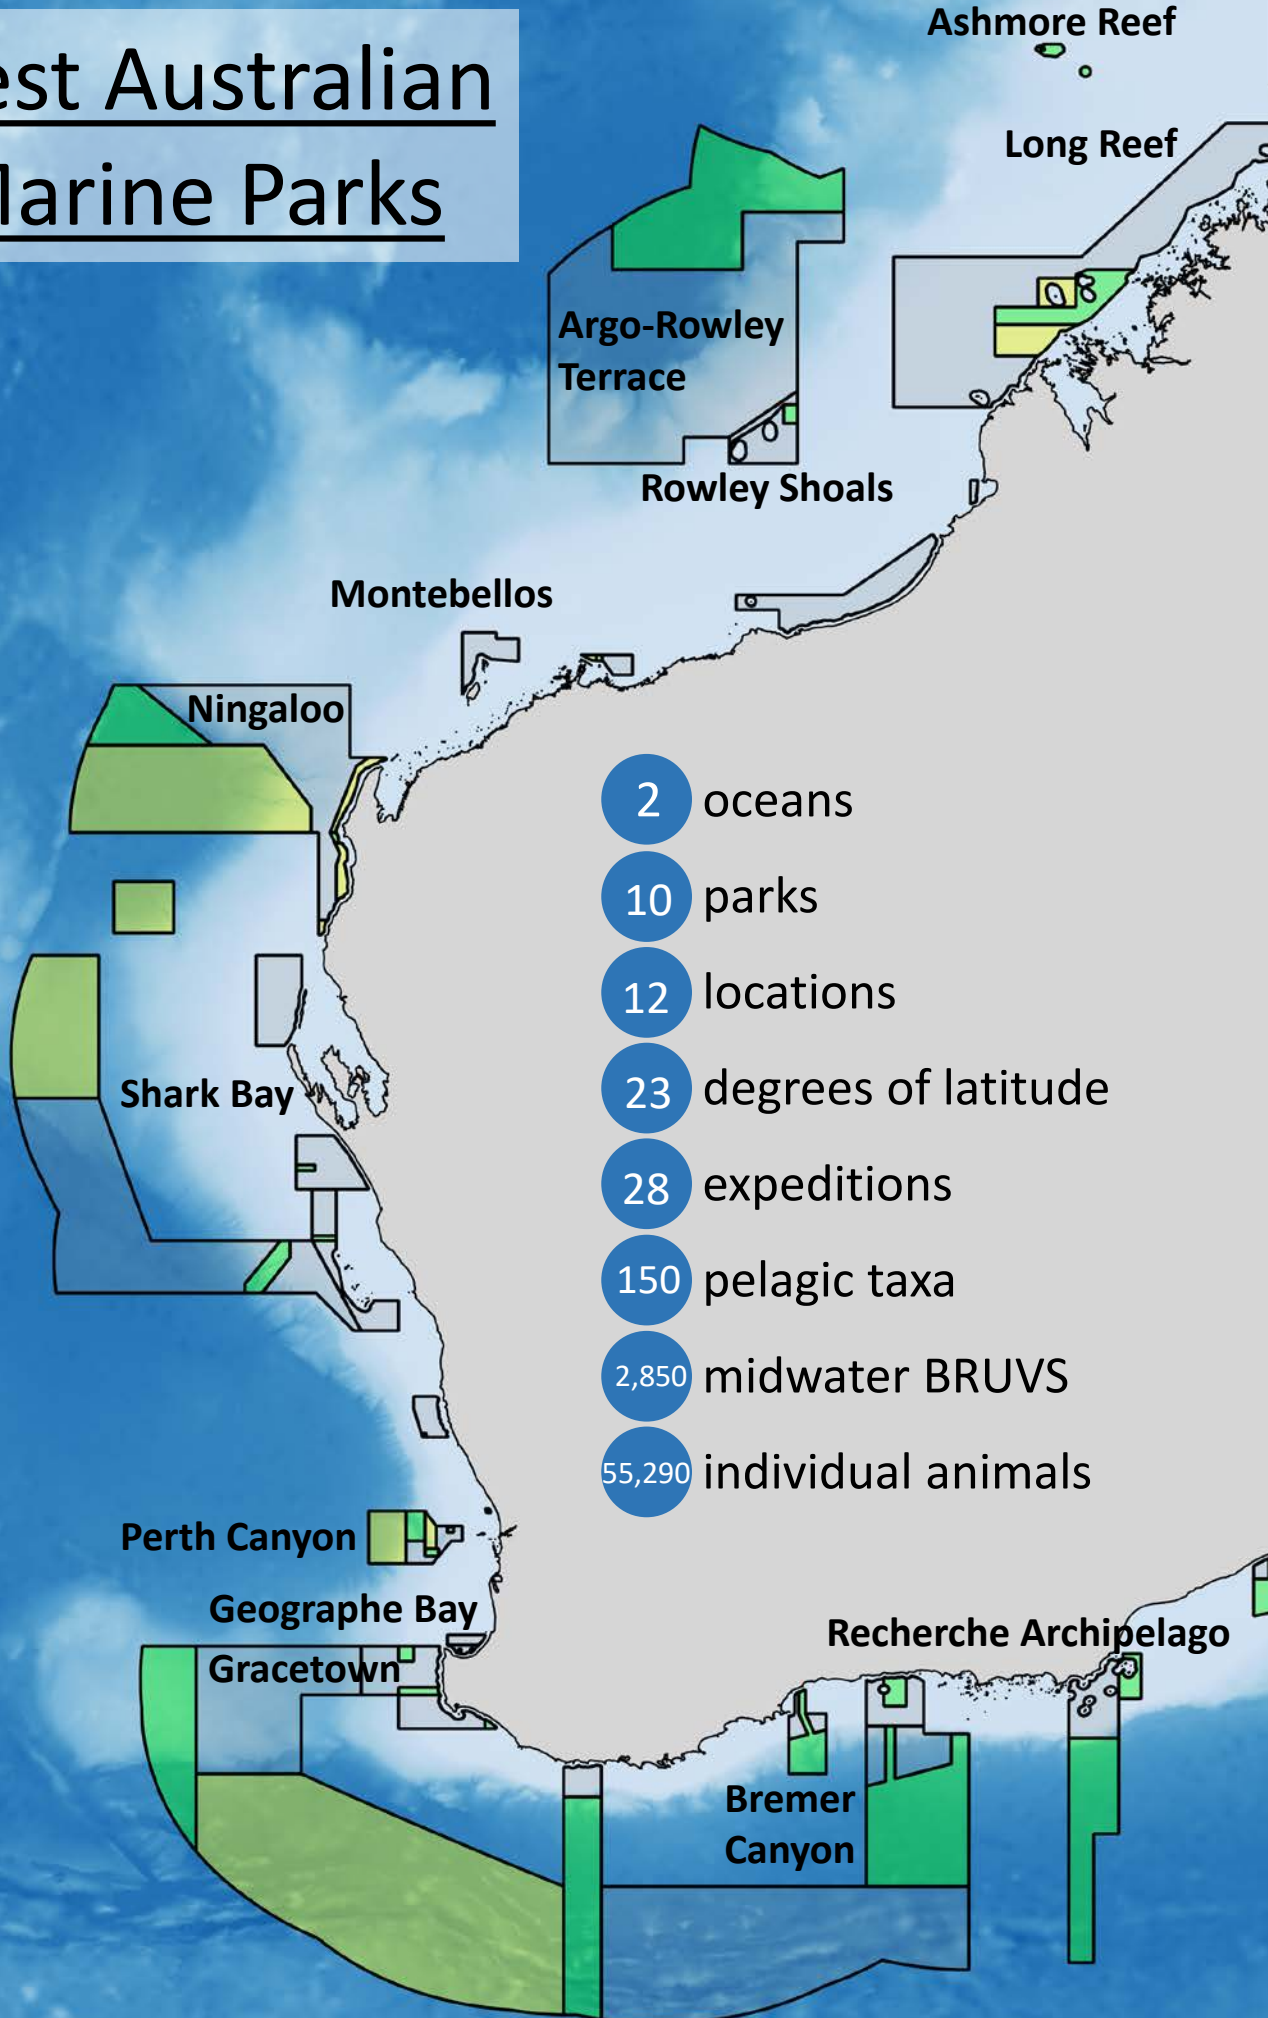 est Australian
Marine Parks
Ashmore Reef
Long Reef
Argo-Rowley
Terrace
Rowley Shoals
Montebellos
Ningaloo
2 oceans
10 parks
12 locations
23 degrees of latitude
28 expeditions
150 pelagic taxa
2,850 midwater BRUVS
55,290 individual animals
Shark Bay
Perth Canyon
Geographe Bay
Gracetown
Recherche Archipelago
Bremer
Canyon